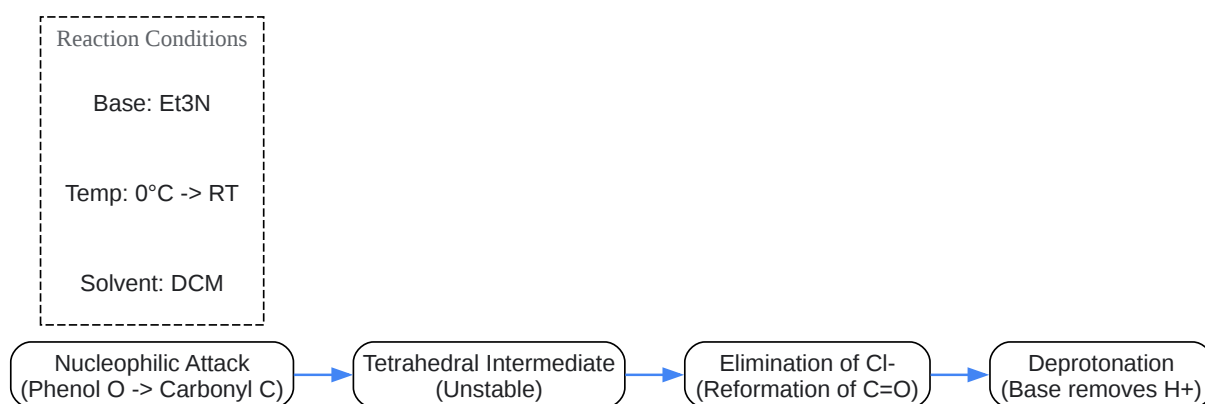 Reaction Conditions
Base: Et3N
Temp: 0°C -> RT
Solvent: DCM
Nucleophilic Attack
(Phenol O -> Carbonyl C)
Tetrahedral Intermediate
(Unstable)
Elimination of Cl-
(Reformation of C=O)
Deprotonation
(Base removes H+)